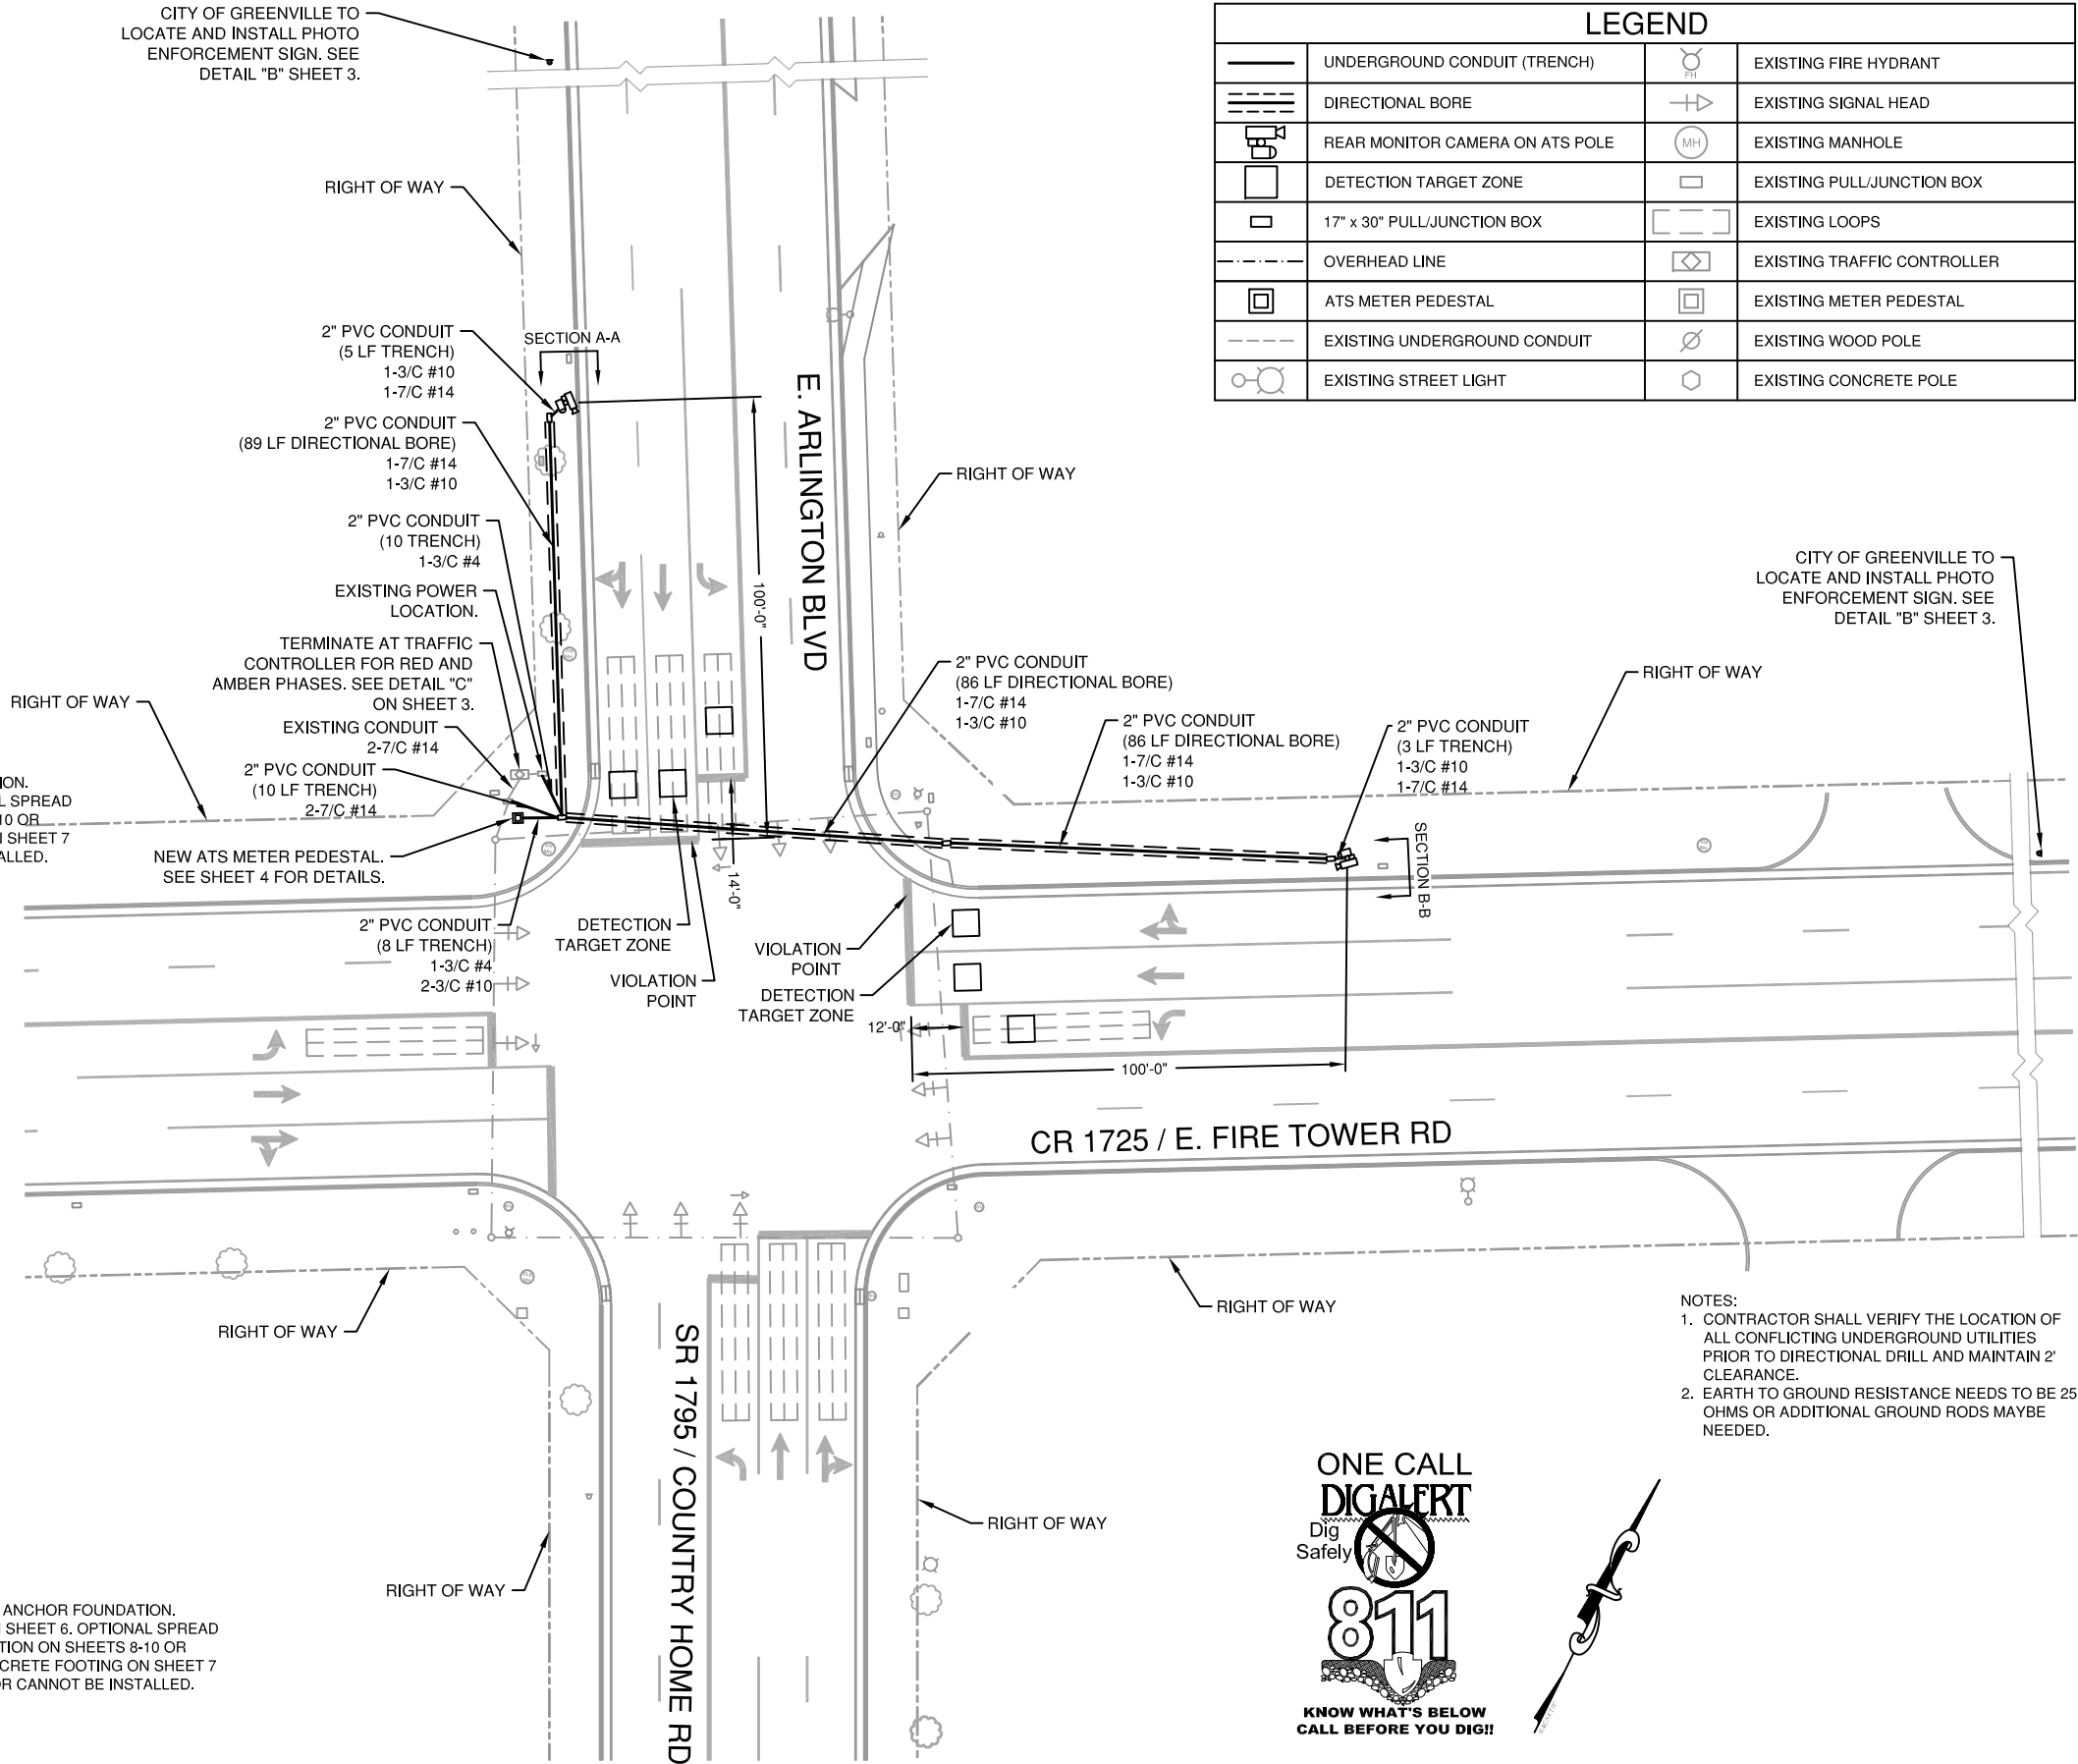 CITY OF GREENVILLE TO
LOCATE AND INSTALL PHOTO
ENFORCEMENT SIGN. SEE
DETAIL "B" SHEET 3.
LEGEND
UNDERGROUND CONDUIT (TRENCH)
FH
EXISTING FIRE HYDRANT
DIRECTIONAL BORE
EXISTING SIGNAL HEAD
REAR MONITOR CAMERA ON ATS POLE
MH
EXISTING MANHOLE
DETECTION TARGET ZONE
EXISTING PULL/JUNCTION BOX
17" x 30" PULL/JUNCTION BOX
EXISTING LOOPS
OVERHEAD LINE
EXISTING TRAFFIC CONTROLLER
ATS METER PEDESTAL
EXISTING METER PEDESTAL
EXISTING UNDERGROUND CONDUIT
EXISTING WOOD POLE
EXISTING STREET LIGHT
EXISTING CONCRETE POLE
RIGHT OF WAY
2" PVC CONDUIT
(5 LF TRENCH)
1-3/C #10
1-7/C #14
SECTION A-A
2" PVC CONDUIT
(89 LF DIRECTIONAL BORE)
1-7/C #14
1-3/C #10
2" PVC CONDUIT
(10 TRENCH)
1-3/C #4
EXISTING POWER
LOCATION.
TERMINATE AT TRAFFIC
CONTROLLER FOR RED AND
AMBER PHASES. SEE DETAIL "C"
ON SHEET 3.
EXISTING CONDUIT
2-7/C #14
2" PVC CONDUIT
(10 LF TRENCH)
2-7/C #14
NEW ATS METER PEDESTAL.
SEE SHEET 4 FOR DETAILS.
2" PVC CONDUIT
(8 LF TRENCH)
1-3/C #4
2-3/C #10
RIGHT OF WAY
ION.
L SPREAD
10 OR
N SHEET 7
ALLED.
E. ARLINGTON BLVD
100'-0"
14'-0"
DETECTION
TARGET ZONE
VIOLATION
POINT
RIGHT OF WAY
2" PVC CONDUIT
(86 LF DIRECTIONAL BORE)
1-7/C #14
1-3/C #10
2" PVC CONDUIT
(86 LF DIRECTIONAL BORE)
1-7/C #14
1-3/C #10
2" PVC CONDUIT
(3 LF TRENCH)
1-3/C #10
1-7/C #14
CITY OF GREENVILLE TO
LOCATE AND INSTALL PHOTO
ENFORCEMENT SIGN. SEE
DETAIL "B" SHEET 3.
RIGHT OF WAY
SECTION B-B
VIOLATION
POINT
DETECTION
TARGET ZONE
12'-0"
100'-0"
CR 1725 / E. FIRE TOWER RD
RIGHT OF WAY
RIGHT OF WAY
SR 1795 / COUNTRY HOME RD
RIGHT OF WAY
RIGHT OF WAY
ANCHOR FOUNDATION.
SHEET 6. OPTIONAL SPREAD
TION ON SHEETS 8-10 OR
CRETE FOOTING ON SHEET 7
OR CANNOT BE INSTALLED.
NOTES:
1. CONTRACTOR SHALL VERIFY THE LOCATION OF
ALL CONFLICTING UNDERGROUND UTILITIES
PRIOR TO DIRECTIONAL DRILL AND MAINTAIN 2'
CLEARANCE.
2. EARTH TO GROUND RESISTANCE NEEDS TO BE 25
OHMS OR ADDITIONAL GROUND RODS MAYBE
NEEDED.
ONE CALL
DIGALERT
Dig
Safely
811
KNOW WHAT'S BELOW
CALL BEFORE YOU DIG!!